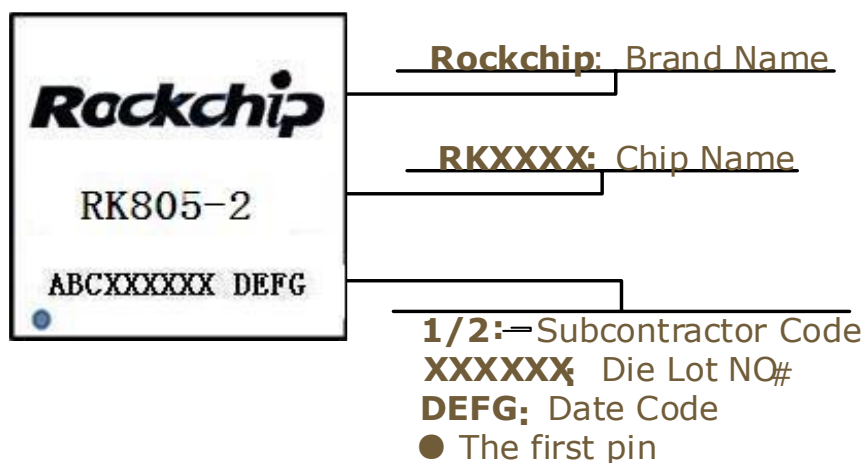 Rockchip
RK805-2
ABCXXXXXX DEFG
Rockchip: Brand Name
RKXXXX: Chip Name
1/2: Subcontractor Code
XXXXXX: Die Lot NO#
DEFG: Date Code
● The first pin